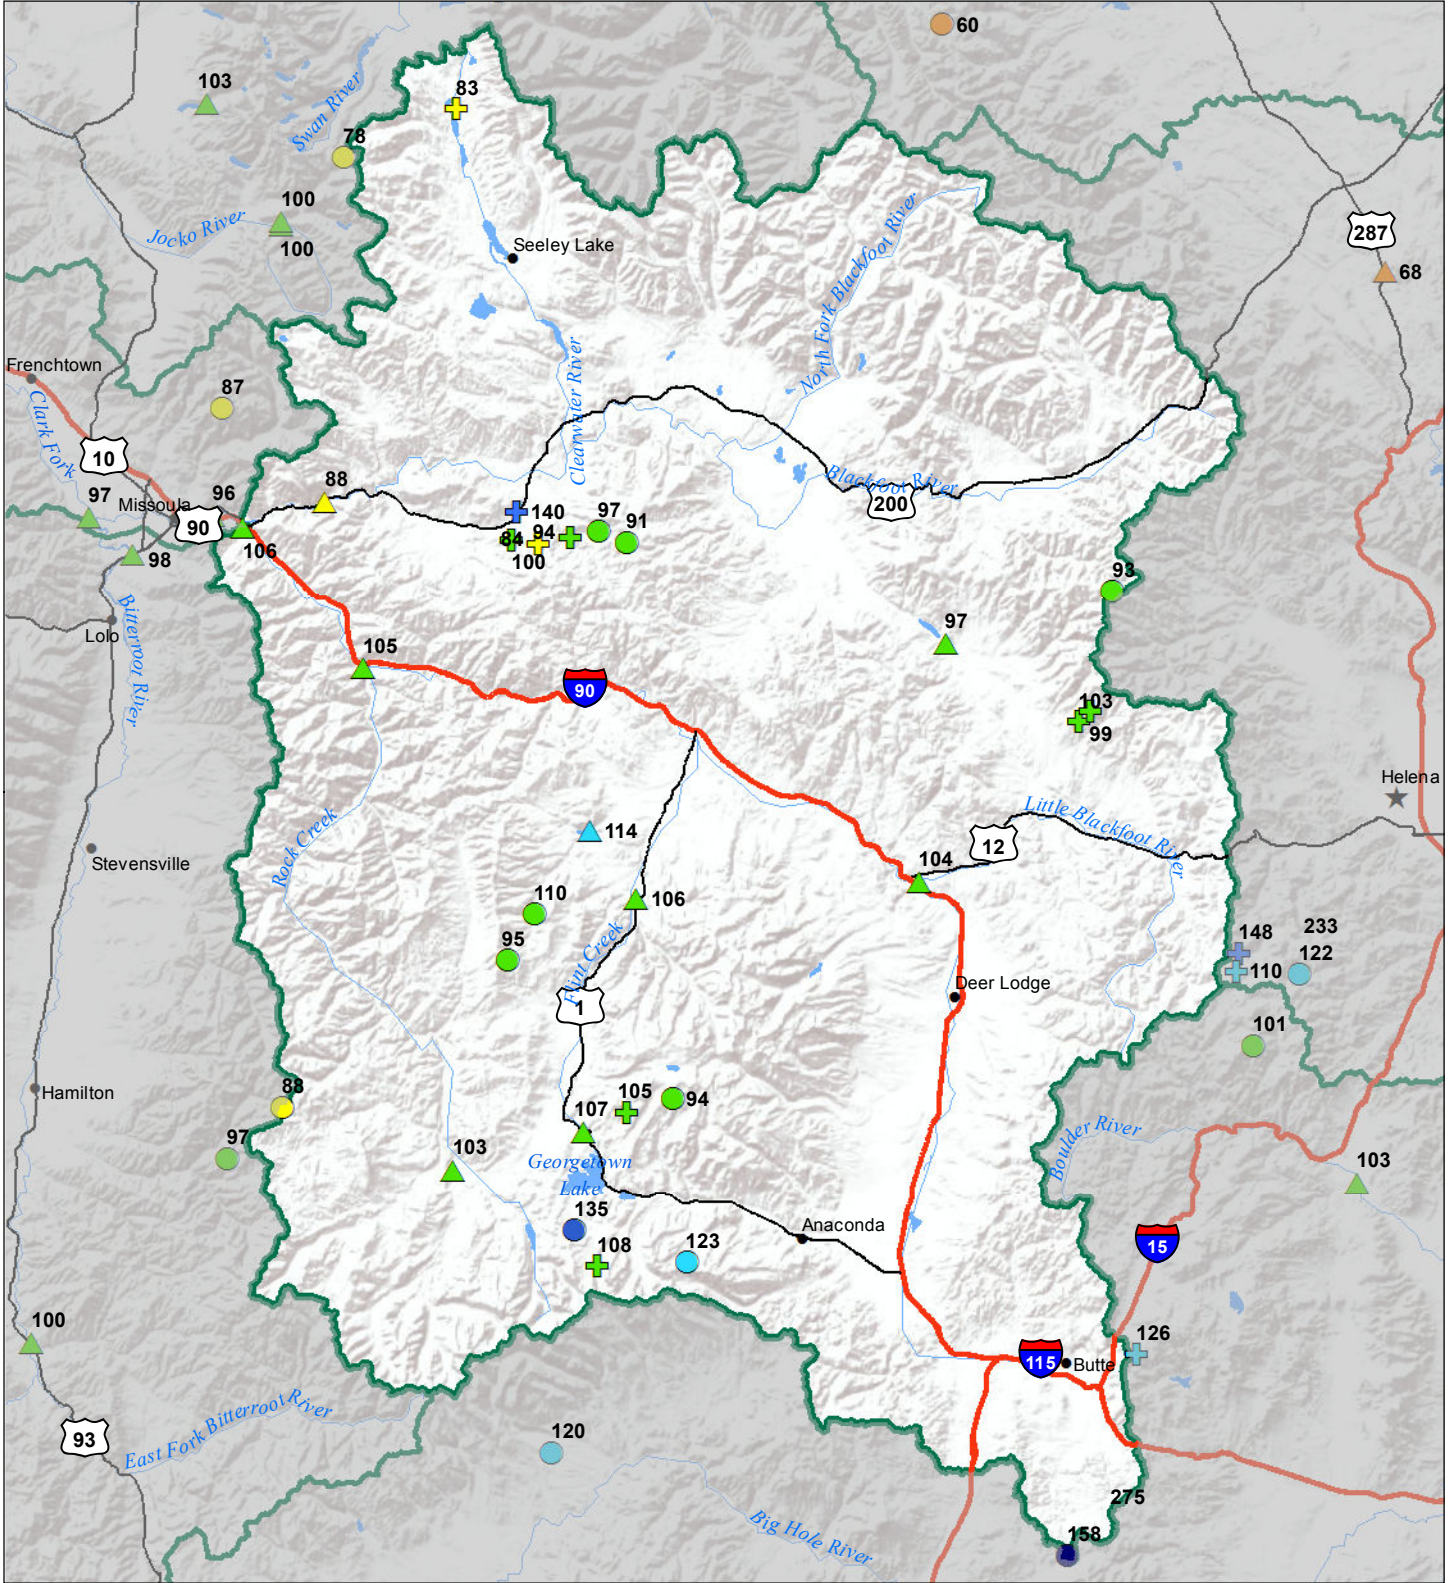 60
83
103
Swan River
78
100
Jocko River
100
Seeley Lake
North Fork Blackfoot River
287
68
Frenchtown
Clark Fork
87
Clearwater River
10
88
Blackfoot River
200
97
Missoula
96
90
106
98
140
84
94
100
97
91
93
Bitterroot River
Lolo
97
105
90
103
99
Helena
Rock Creek
114
Little Blackfoot River
12
Stevensville
104
110
106
95
Flint Creek
148
110
233
122
Deer Lodge
1
101
Hamilton
88
105
94
107
Boulder River
97
103
Georgetown
Lake
103
135
Anaconda
108
123
15
100
126
115
Butte
93
East Fork Bitterroot River
120
275
Big Hole River
158